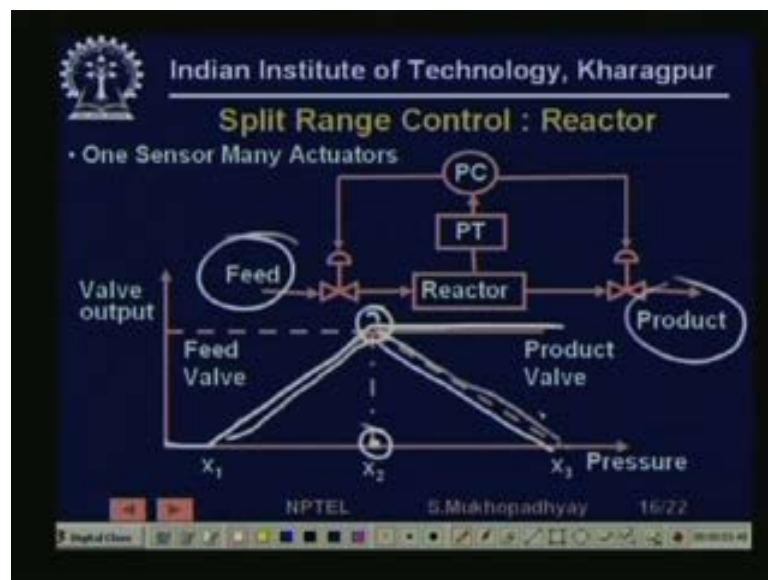 Indian Institute of Technology, Kharagpur
Split Range Control : Reactor
• One Sensor Many Actuators
PC
PT
Feed
Reactor
Valve output
Product
Feed Valve
Product Valve
x₁
x₂
x₃
Pressure
NPTEL
S.Mukhopadhyay
16/22